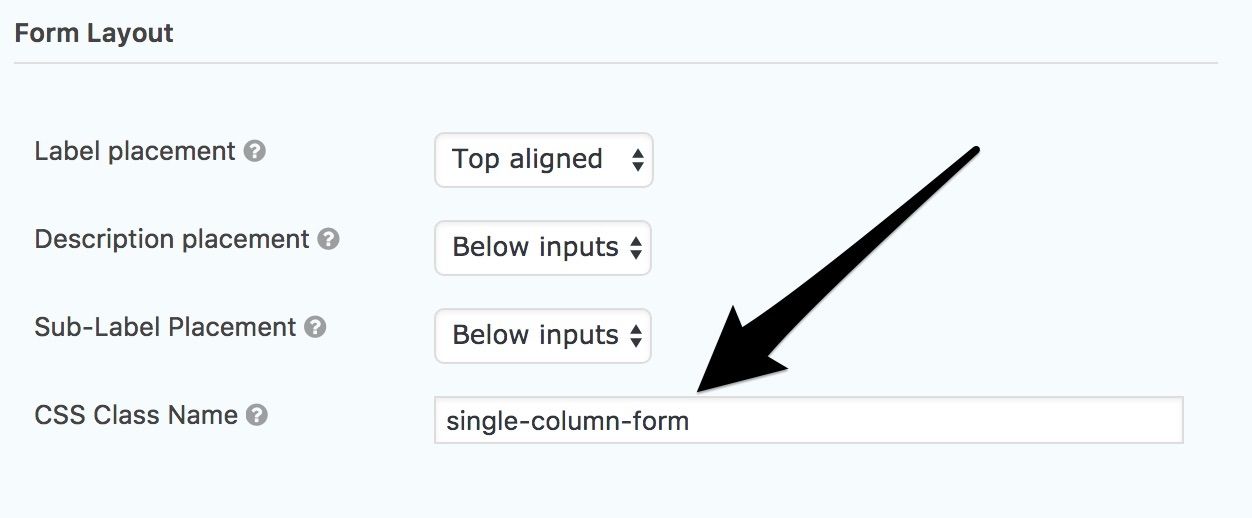 Form Layout
Label placement ? Top aligned
Description placement ? Below inputs
Sub-Label Placement ? Below inputs
CSS Class Name ? single-column-form